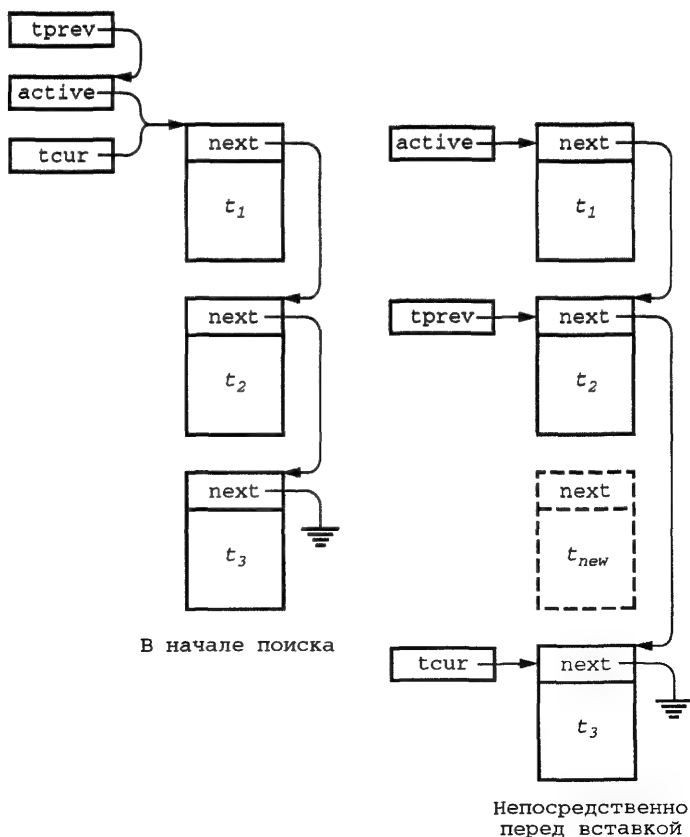 tprev
active
tcur
next
t1
next
t2
next
t3
В начале поиска
active
next
t1
tprev
next
t2
next
tnew
tcur
next
t3
Непосредственно
перед вставкой